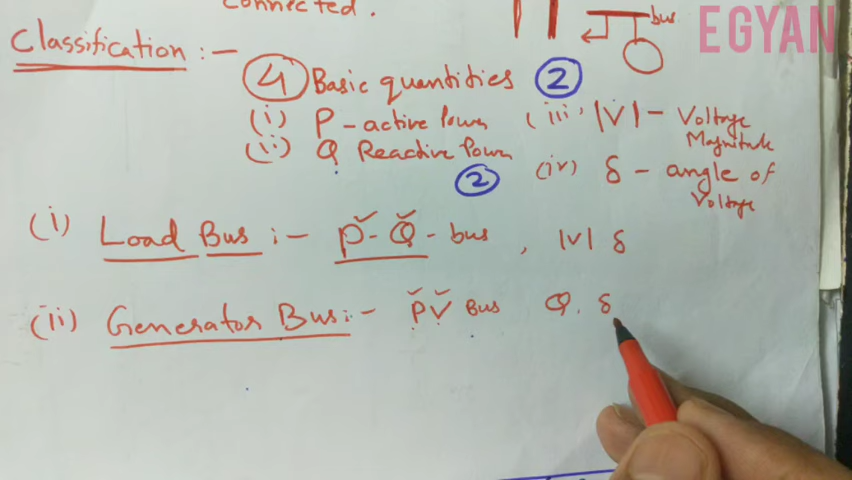 connected.
bus
EGYAN
Classification :-
4 Basic quantities 2
(i) P - active Power (iii) |V| - Voltage Magnitude
(ii) Q Reactive Power
2 (iv) δ - angle of Voltage
(i) Load Bus :- P - Q - bus , |V| δ
(ii) Generator Bus :- PV Bus Q. δ